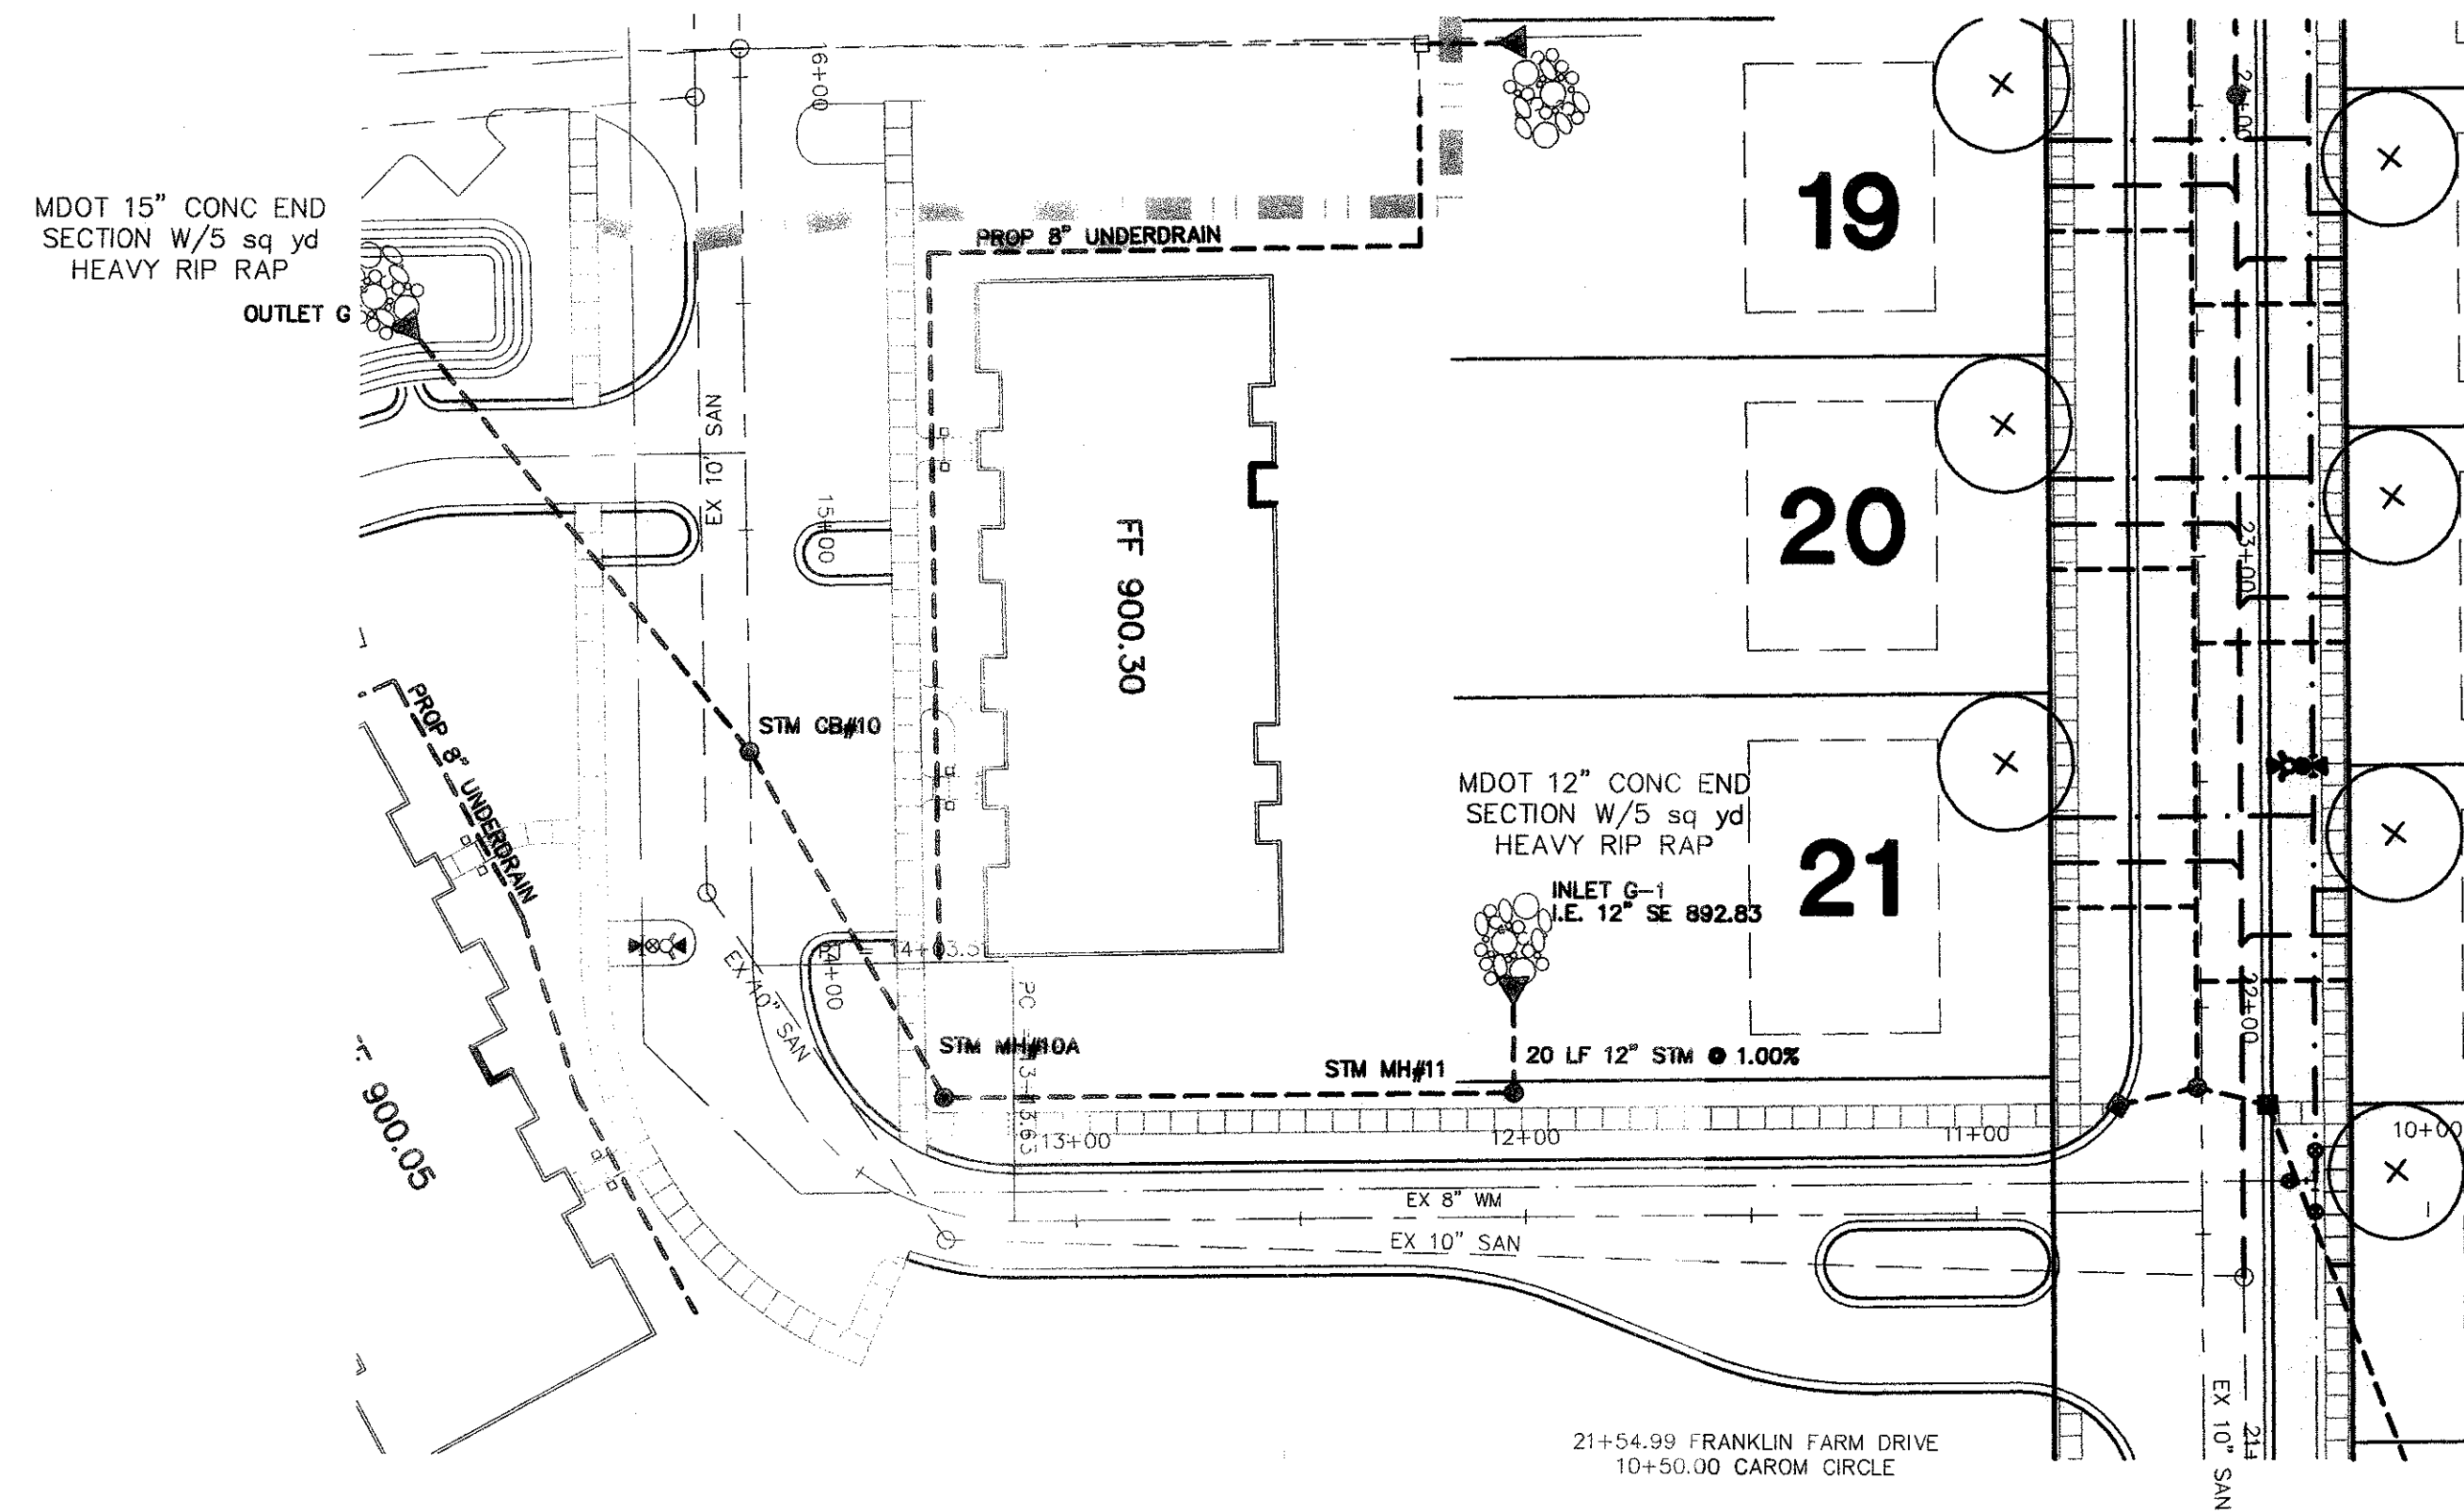 16+00
24+00
MDOT 15" CONC END
SECTION W/5 sq yd
HEAVY RIP RAP
OUTLET G
PROP 8" UNDERDRAIN
19
EX 10" SAN
15+00
FF 900.30
20
23+00
PROP 8" UNDERDRAIN
STM CB#10
MDOT 12" CONC END
SECTION W/5 sq yd
HEAVY RIP RAP
INLET G-1
I.E. 12" SE 892.83
21
14+00
EX 10" SAN
22+00
STM MH#10A
STM MH#11
20 LF 12" STM @ 1.00%
900.05
13+00
12+00
11+00
10+00
EX 8" WM
EX 10" SAN
EX 10" SAN
21+
21+54.99 FRANKLIN FARM DRIVE
10+50.00 CAROM CIRCLE